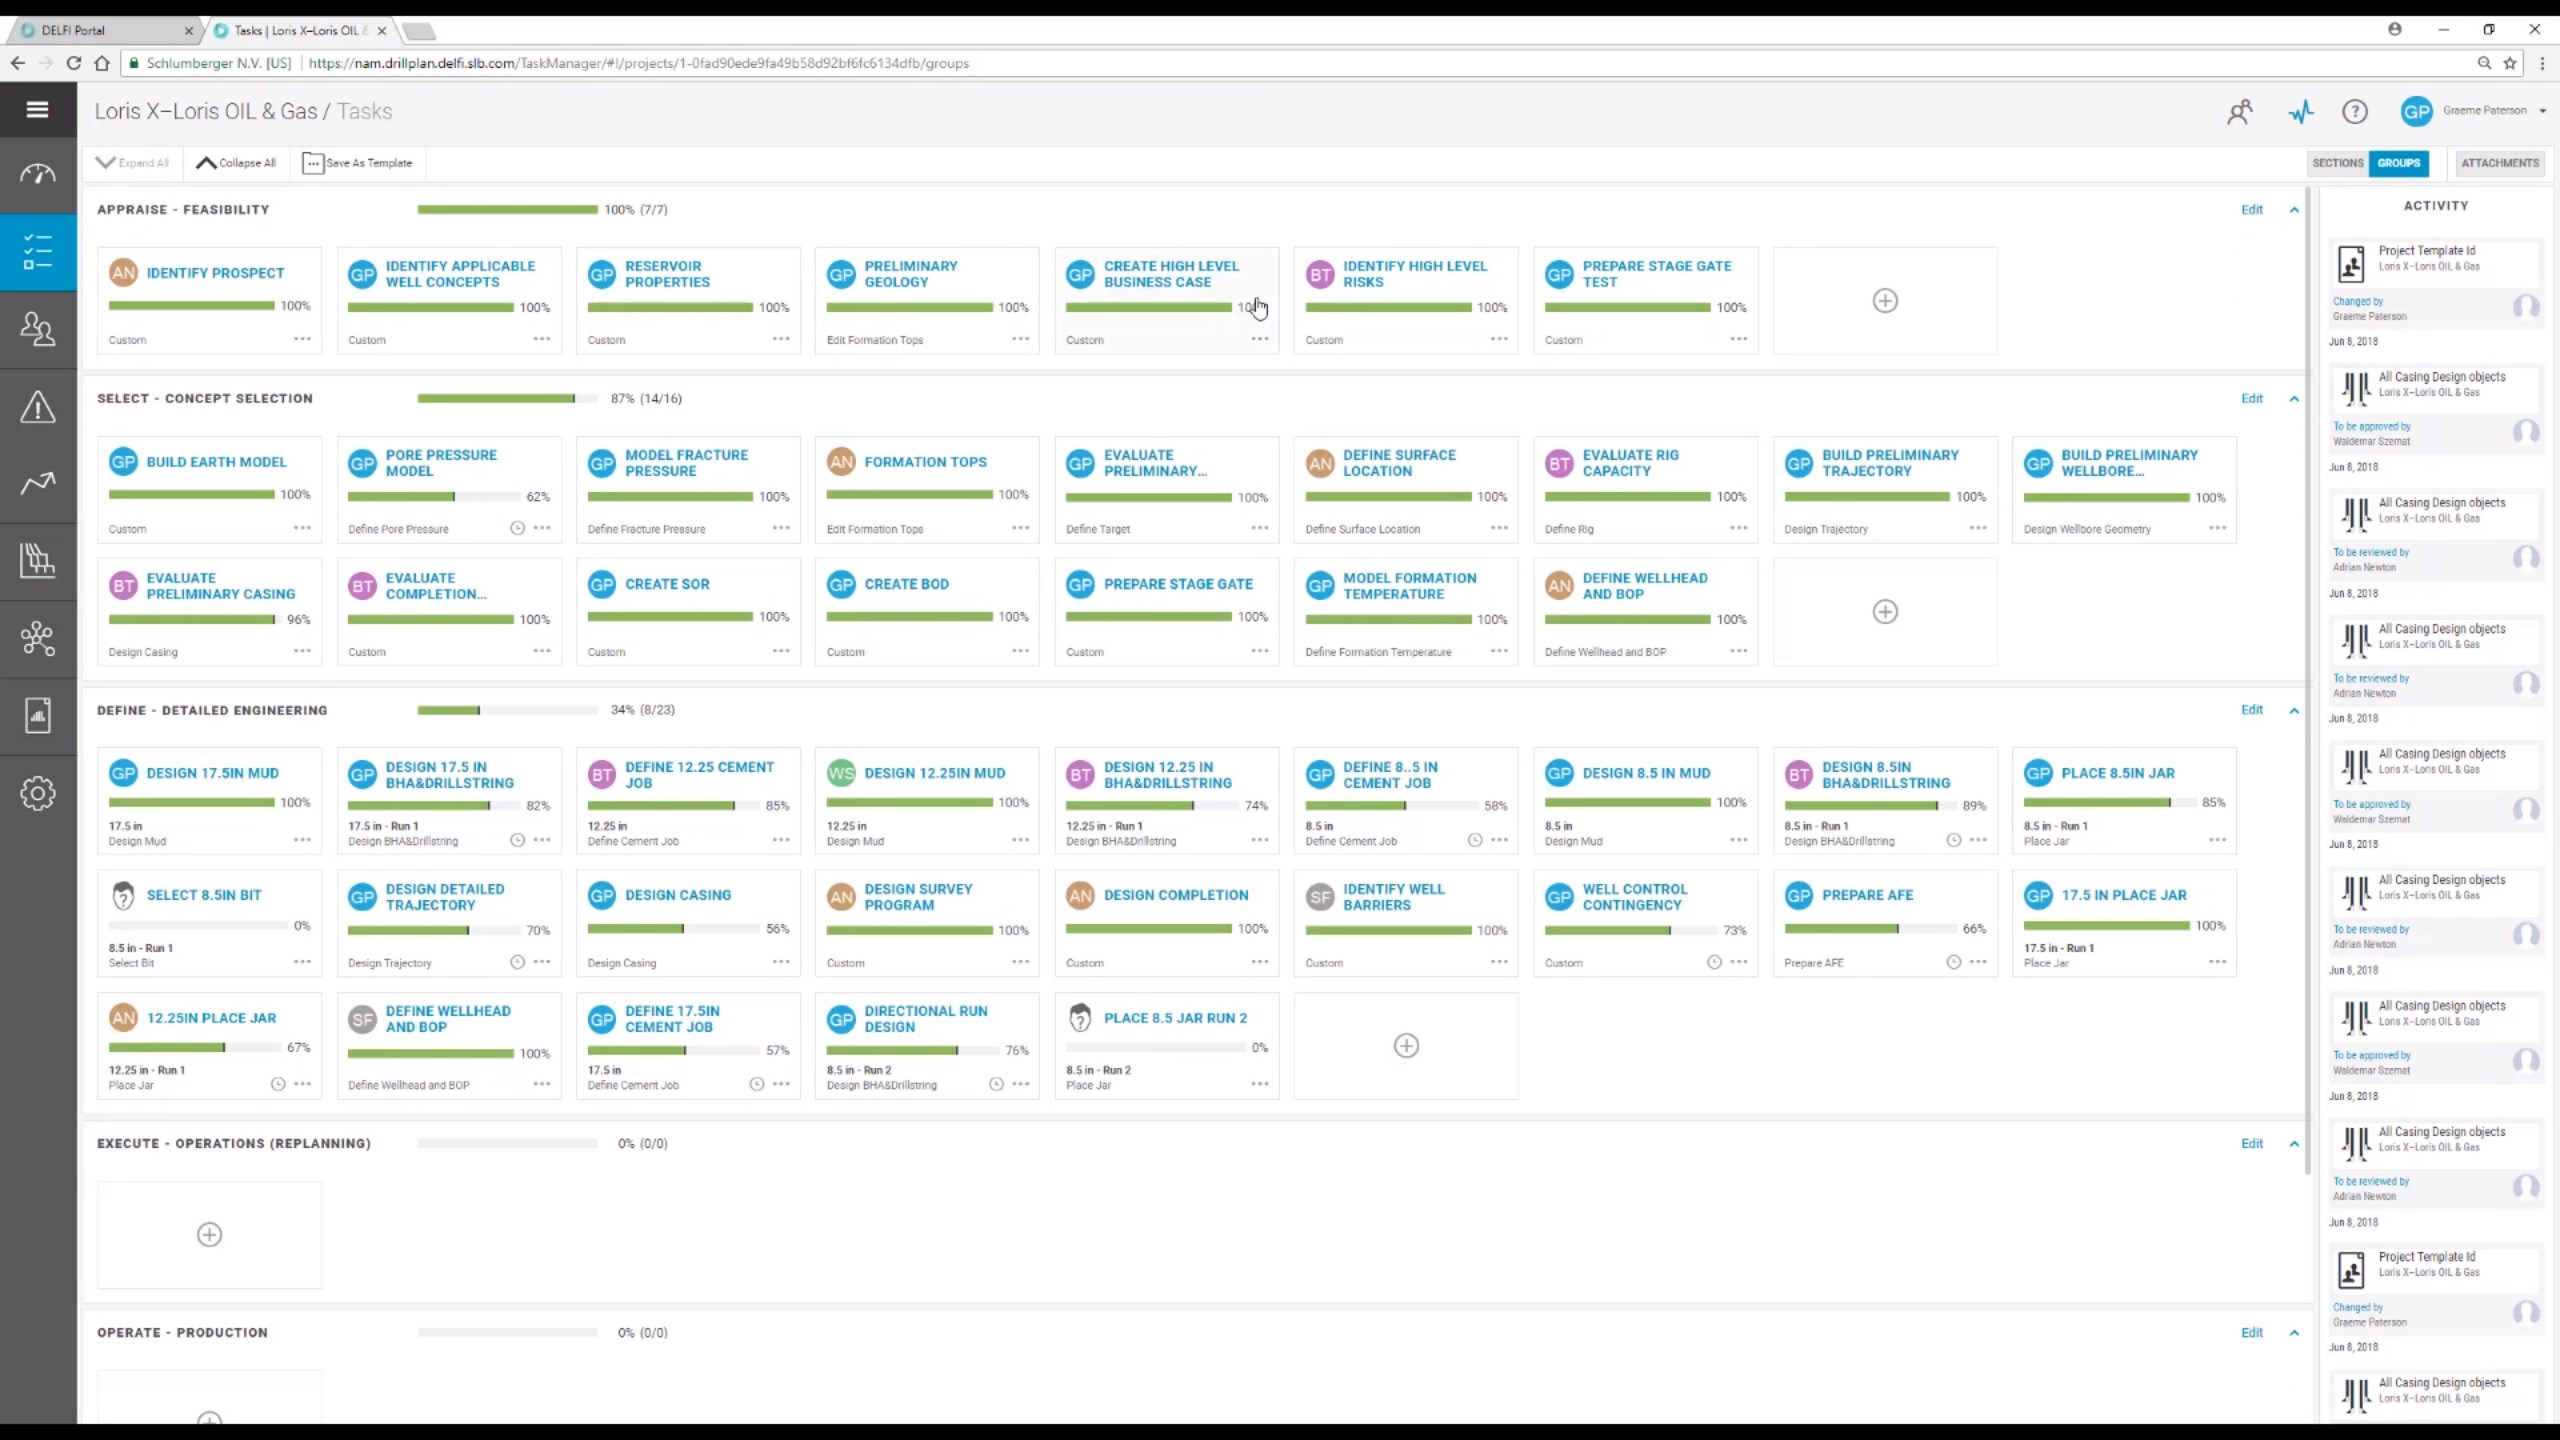 DELFI Portal
Tasks | Loris X–Loris OIL &
Schlumberger N.V. [US] | https://nam.drillplan.delfi.slb.com/TaskManager/#!/projects/1-0fad90ede9fa49b58d92bf6fc6134dfb/groups
Loris X–Loris OIL & Gas / Tasks
GP Graeme Paterson
Expand All Collapse All Save As Template
SECTIONS GROUPS ATTACHMENTS
APPRAISE - FEASIBILITY 100% (7/7) Edit
AN IDENTIFY PROSPECT
100%
Custom
GP IDENTIFY APPLICABLE
WELL CONCEPTS
100%
Custom
GP RESERVOIR
PROPERTIES
100%
Custom
GP PRELIMINARY
GEOLOGY
100%
Edit Formation Tops
GP CREATE HIGH LEVEL
BUSINESS CASE
Custom
BT IDENTIFY HIGH LEVEL
RISKS
100%
Custom
GP PREPARE STAGE GATE
TEST
100%
Custom
SELECT - CONCEPT SELECTION 87% (14/16) Edit
GP BUILD EARTH MODEL
100%
Custom
GP PORE PRESSURE
MODEL
62%
Define Pore Pressure
GP MODEL FRACTURE
PRESSURE
100%
Define Fracture Pressure
AN FORMATION TOPS
100%
Edit Formation Tops
GP EVALUATE
PRELIMINARY...
100%
Define Target
AN DEFINE SURFACE
LOCATION
100%
Define Surface Location
BT EVALUATE RIG
CAPACITY
100%
Define Rig
GP BUILD PRELIMINARY
TRAJECTORY
100%
Design Trajectory
GP BUILD PRELIMINARY
WELLBORE...
100%
Design Wellbore Geometry
BT EVALUATE
PRELIMINARY CASING
96%
Design Casing
BT EVALUATE
COMPLETION...
100%
Custom
GP CREATE SOR
100%
Custom
GP CREATE BOD
100%
Custom
GP PREPARE STAGE GATE
100%
Custom
GP MODEL FORMATION
TEMPERATURE
100%
Define Formation Temperature
AN DEFINE WELLHEAD
AND BOP
100%
Define Wellhead and BOP
DEFINE - DETAILED ENGINEERING 34% (8/23) Edit
GP DESIGN 17.5IN MUD
100%
17.5 in
Design Mud
GP DESIGN 17.5 IN
BHA&DRILLSTRING
82%
17.5 in - Run 1
Design BHA&Drillstring
BT DEFINE 12.25 CEMENT
JOB
85%
12.25 in
Define Cement Job
WS DESIGN 12.25IN MUD
100%
12.25 in
Design Mud
BT DESIGN 12.25 IN
BHA&DRILLSTRING
74%
12.25 in - Run 1
Design BHA&Drillstring
GP DEFINE 8..5 IN
CEMENT JOB
58%
8.5 in
Define Cement Job
GP DESIGN 8.5 IN MUD
100%
8.5 in
Design Mud
BT DESIGN 8.5IN
BHA&DRILLSTRING
89%
8.5 in - Run 1
Design BHA&Drillstring
GP PLACE 8.5IN JAR
85%
8.5 in - Run 1
Place Jar
SELECT 8.5IN BIT
0%
8.5 in - Run 1
Select Bit
GP DESIGN DETAILED
TRAJECTORY
70%
Design Trajectory
GP DESIGN CASING
56%
Design Casing
AN DESIGN SURVEY
PROGRAM
100%
Custom
AN DESIGN COMPLETION
100%
Custom
SF IDENTIFY WELL
BARRIERS
100%
Custom
GP WELL CONTROL
CONTINGENCY
73%
Custom
GP PREPARE AFE
66%
Prepare AFE
GP 17.5 IN PLACE JAR
100%
17.5 in - Run 1
Place Jar
AN 12.25IN PLACE JAR
67%
12.25 in - Run 1
Place Jar
SF DEFINE WELLHEAD
AND BOP
100%
Define Wellhead and BOP
GP DEFINE 17.5IN
CEMENT JOB
57%
17.5 in
Define Cement Job
GP DIRECTIONAL RUN
DESIGN
76%
8.5 in - Run 2
Design BHA&Drillstring
PLACE 8.5 JAR RUN 2
0%
8.5 in - Run 2
Place Jar
EXECUTE - OPERATIONS (REPLANNING) 0% (0/0) Edit
OPERATE - PRODUCTION 0% (0/0) Edit
ACTIVITY
Project Template Id
Loris X–Loris OIL & Gas
Changed by
Graeme Paterson
Jun 8, 2018
All Casing Design objects
Loris X–Loris OIL & Gas
To be approved by
Waldemar Szemat
Jun 8, 2018
All Casing Design objects
Loris X–Loris OIL & Gas
To be reviewed by
Adrian Newton
Jun 8, 2018
All Casing Design objects
Loris X–Loris OIL & Gas
To be reviewed by
Adrian Newton
Jun 8, 2018
All Casing Design objects
Loris X–Loris OIL & Gas
To be approved by
Waldemar Szemat
Jun 8, 2018
All Casing Design objects
Loris X–Loris OIL & Gas
To be reviewed by
Adrian Newton
Jun 8, 2018
All Casing Design objects
Loris X–Loris OIL & Gas
To be approved by
Waldemar Szemat
Jun 8, 2018
All Casing Design objects
Loris X–Loris OIL & Gas
To be reviewed by
Adrian Newton
Jun 8, 2018
Project Template Id
Loris X–Loris OIL & Gas
Changed by
Graeme Paterson
Jun 8, 2018
All Casing Design objects
Loris X–Loris OIL & Gas